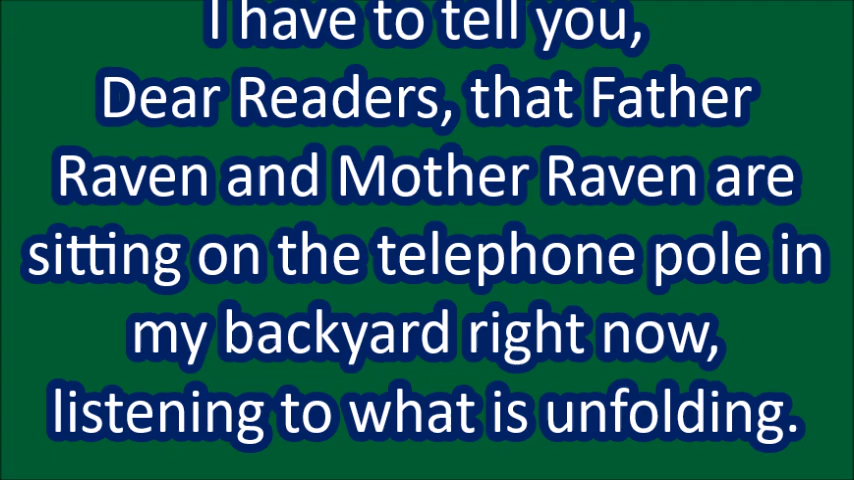 I have to tell you,
Dear Readers, that Father
Raven and Mother Raven are
sitting on the telephone pole in
my backyard right now,
listening to what is unfolding.